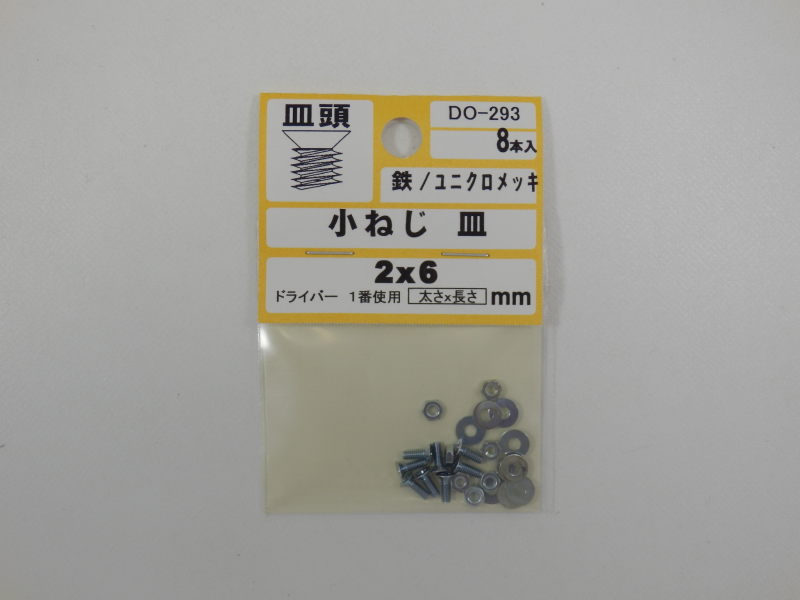 皿頭
DO-293
8本入
鉄/ユニクロメッキ
小ねじ 皿
2x6
ドライバー 1番使用 太さx長さ mm